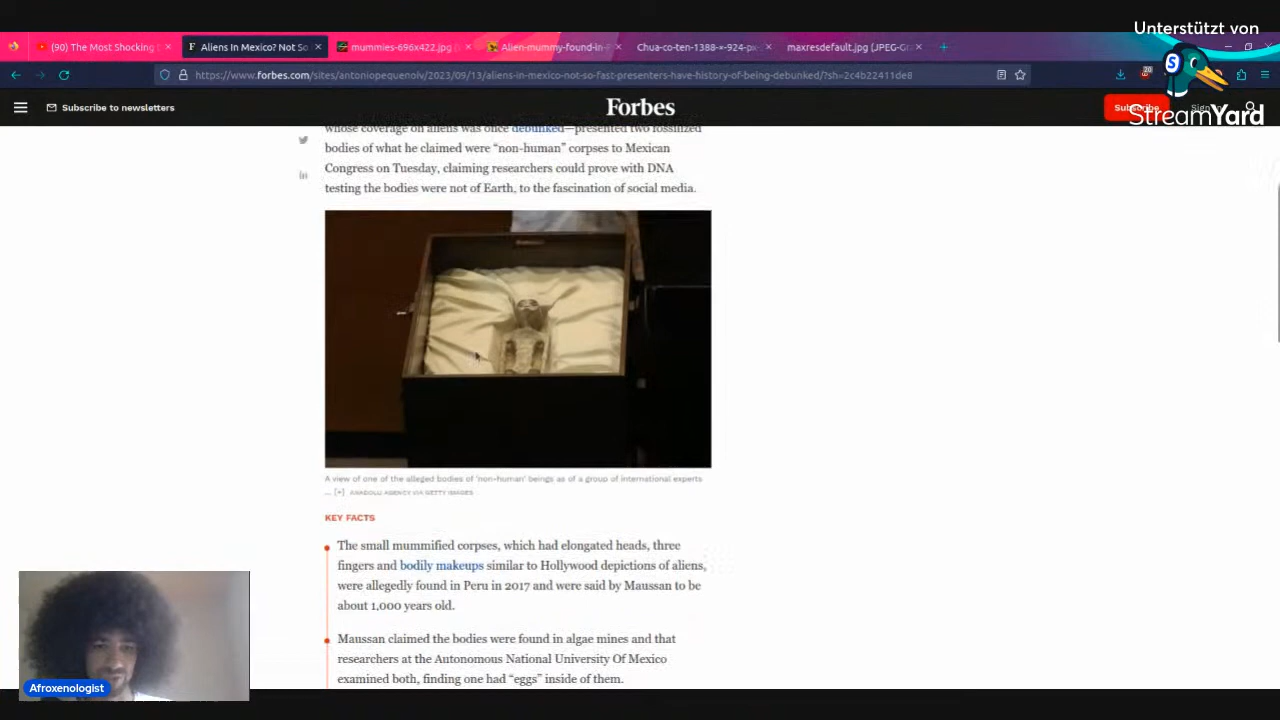 Unterstützt von
StreamYard
(90) The Most Shocking
Aliens In Mexico? Not So
mummies-696x422.jpg
Alien-mummy-found-in-
Chua-co-ten-1388-×-924-
maxresdefault.jpg (JPEG-
https://www.forbes.com/sites/antoniopequenolv/2023/09/13/aliens-in-mexico-not-so-fast-presenters-have-history-of-being-debunked/?sh=2c4b22411de8
20
Subscribe to newsletters
Forbes
Subscribe
Sign
whose coverage on aliens was once debunked—presented two fossilized
bodies of what he claimed were “non-human” corpses to Mexican
Congress on Tuesday, claiming researchers could prove with DNA
testing the bodies were not of Earth, to the fascination of social media.
A view of one of the alleged bodies of 'non-human' beings as of a group of international experts
... [+] ANADOLU AGENCY VIA GETTY IMAGES
KEY FACTS
The small mummified corpses, which had elongated heads, three
fingers and bodily makeups similar to Hollywood depictions of aliens,
were allegedly found in Peru in 2017 and were said by Maussan to be
about 1,000 years old.
Maussan claimed the bodies were found in algae mines and that
researchers at the Autonomous National University Of Mexico
examined both, finding one had “eggs” inside of them.
Afroxenologist